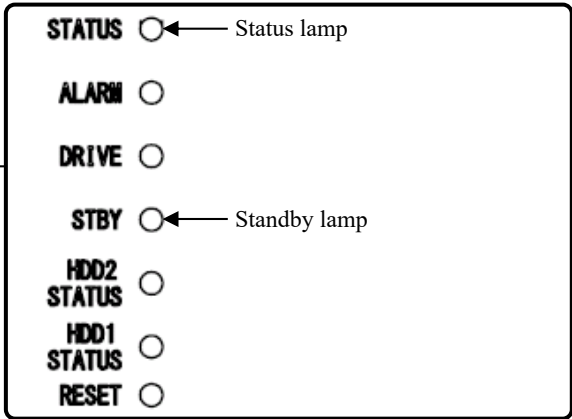 STATUS Status lamp
ALARM
DRIVE
STBY Standby lamp
HDD2
STATUS
HDD1
STATUS
RESET